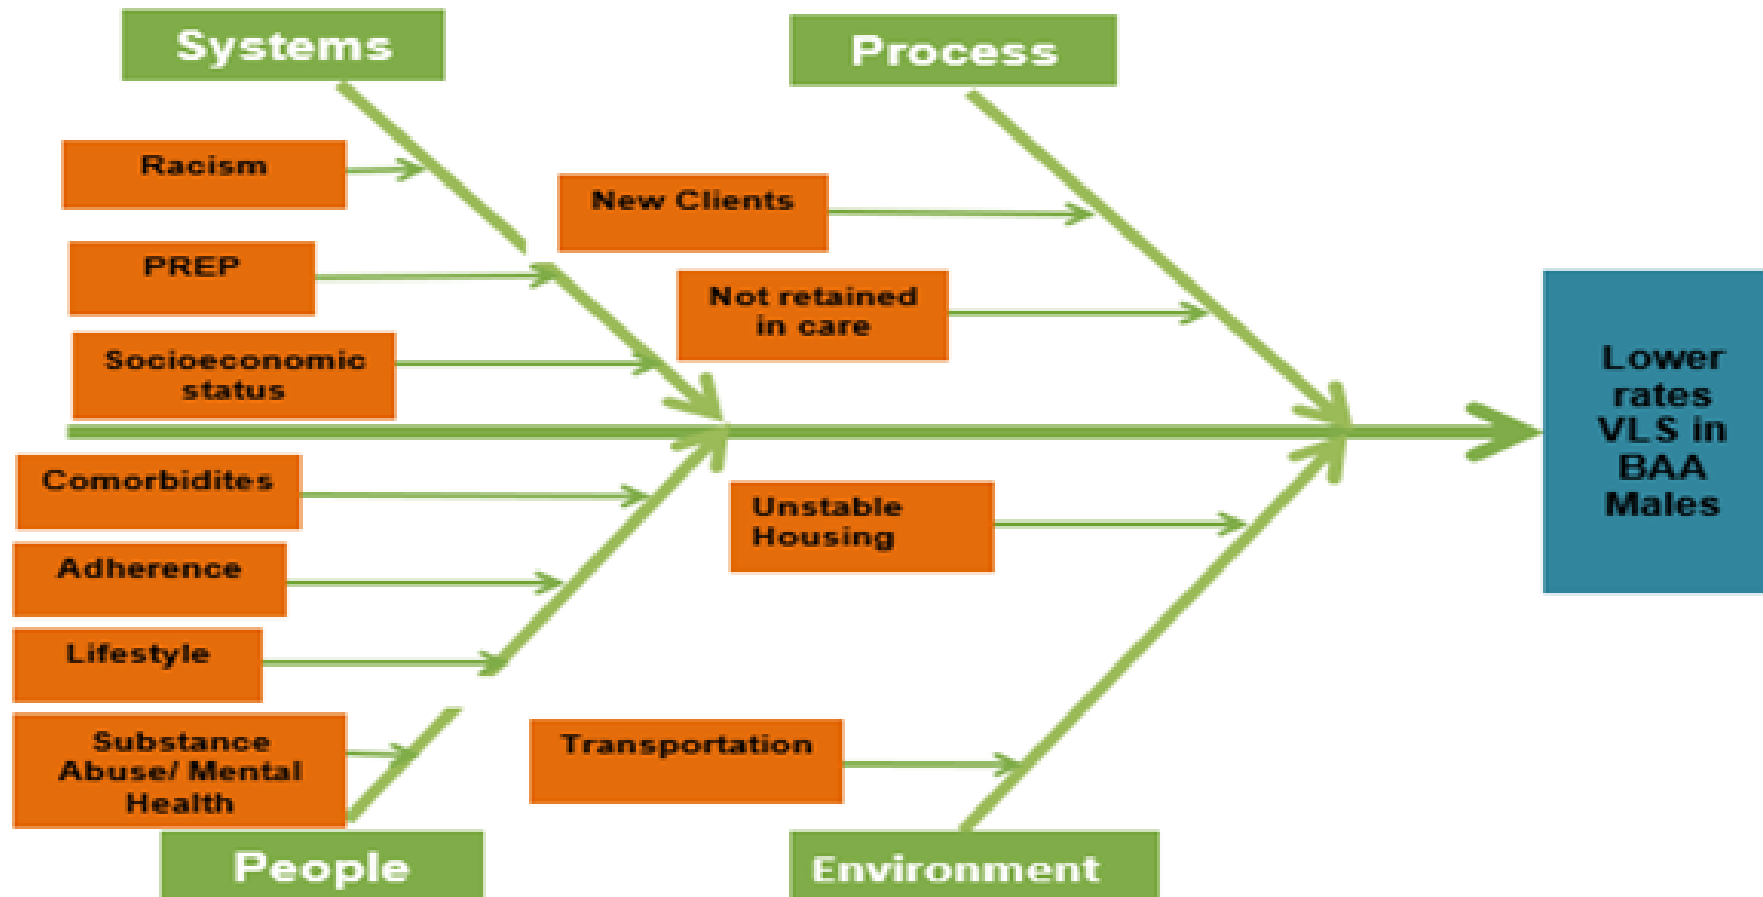 Systems
Process
Racism
New Clients
PREP
Not retained
in care
Socioeconomic
status
Lower
rates
VLS in
BAA
Males
Comorbidites
Unstable
Housing
Adherence
Lifestyle
Substance
Abuse/ Mental
Health
Transportation
People
Environment